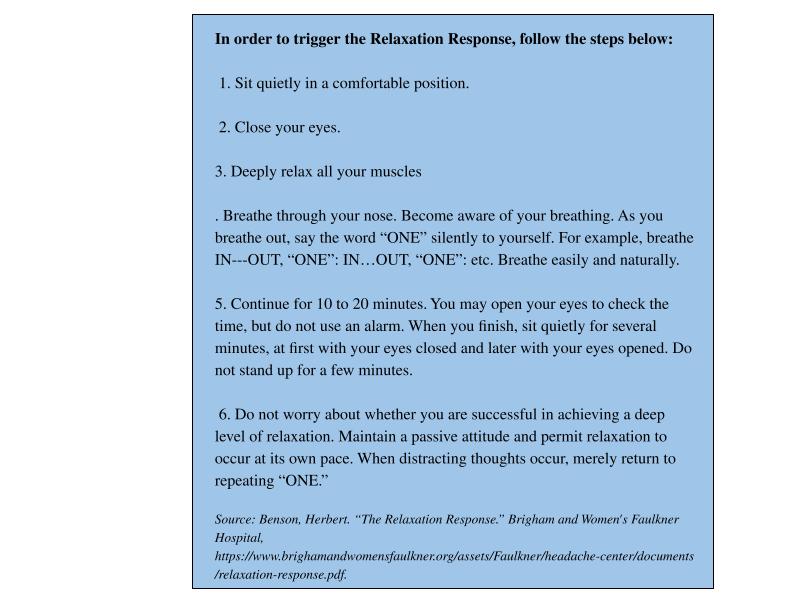 In order to trigger the Relaxation Response, follow the steps below:
1. Sit quietly in a comfortable position.
2. Close your eyes.
3. Deeply relax all your muscles
. Breathe through your nose. Become aware of your breathing. As you
breathe out, say the word “ONE” silently to yourself. For example, breathe
IN---OUT, “ONE”: IN…OUT, “ONE”: etc. Breathe easily and naturally.
5. Continue for 10 to 20 minutes. You may open your eyes to check the
time, but do not use an alarm. When you finish, sit quietly for several
minutes, at first with your eyes closed and later with your eyes opened. Do
not stand up for a few minutes.
6. Do not worry about whether you are successful in achieving a deep
level of relaxation. Maintain a passive attitude and permit relaxation to
occur at its own pace. When distracting thoughts occur, merely return to
repeating “ONE.”
Source: Benson, Herbert. “The Relaxation Response.” Brigham and Women's Faulkner
Hospital,
https://www.brighamandwomensfaulkner.org/assets/Faulkner/headache-center/documents
/relaxation-response.pdf.